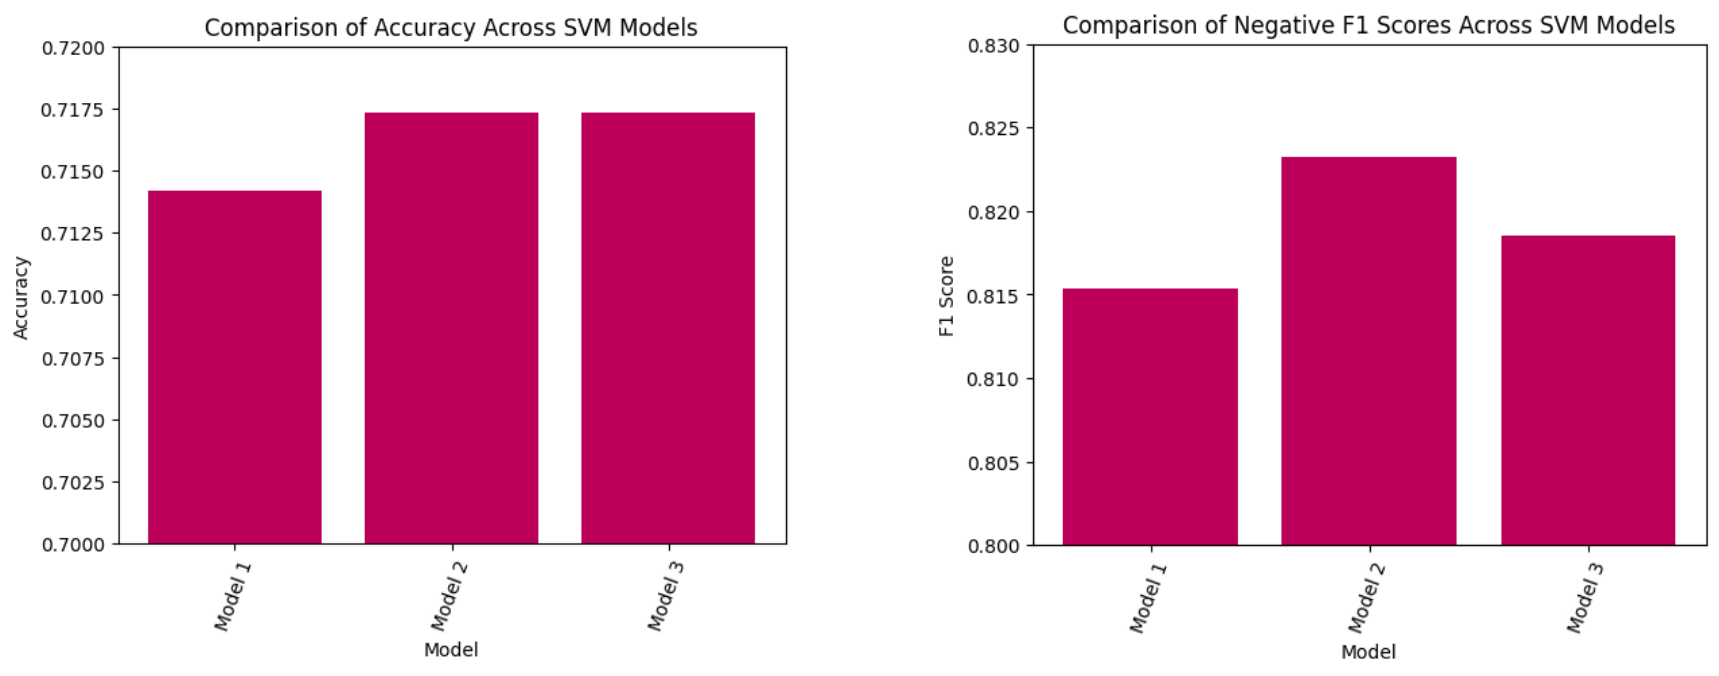 Comparison of Accuracy Across SVM Models
0.7200
0.7175
0.7150
0.7125
0.7100
0.7075
0.7050
0.7025
0.7000
Accuracy
Model 1
Model 2
Model 3
Model
Comparison of Negative F1 Scores Across SVM Models
0.830
0.825
0.820
0.815
0.810
0.805
0.800
F1 Score
Model 1
Model 2
Model 3
Model